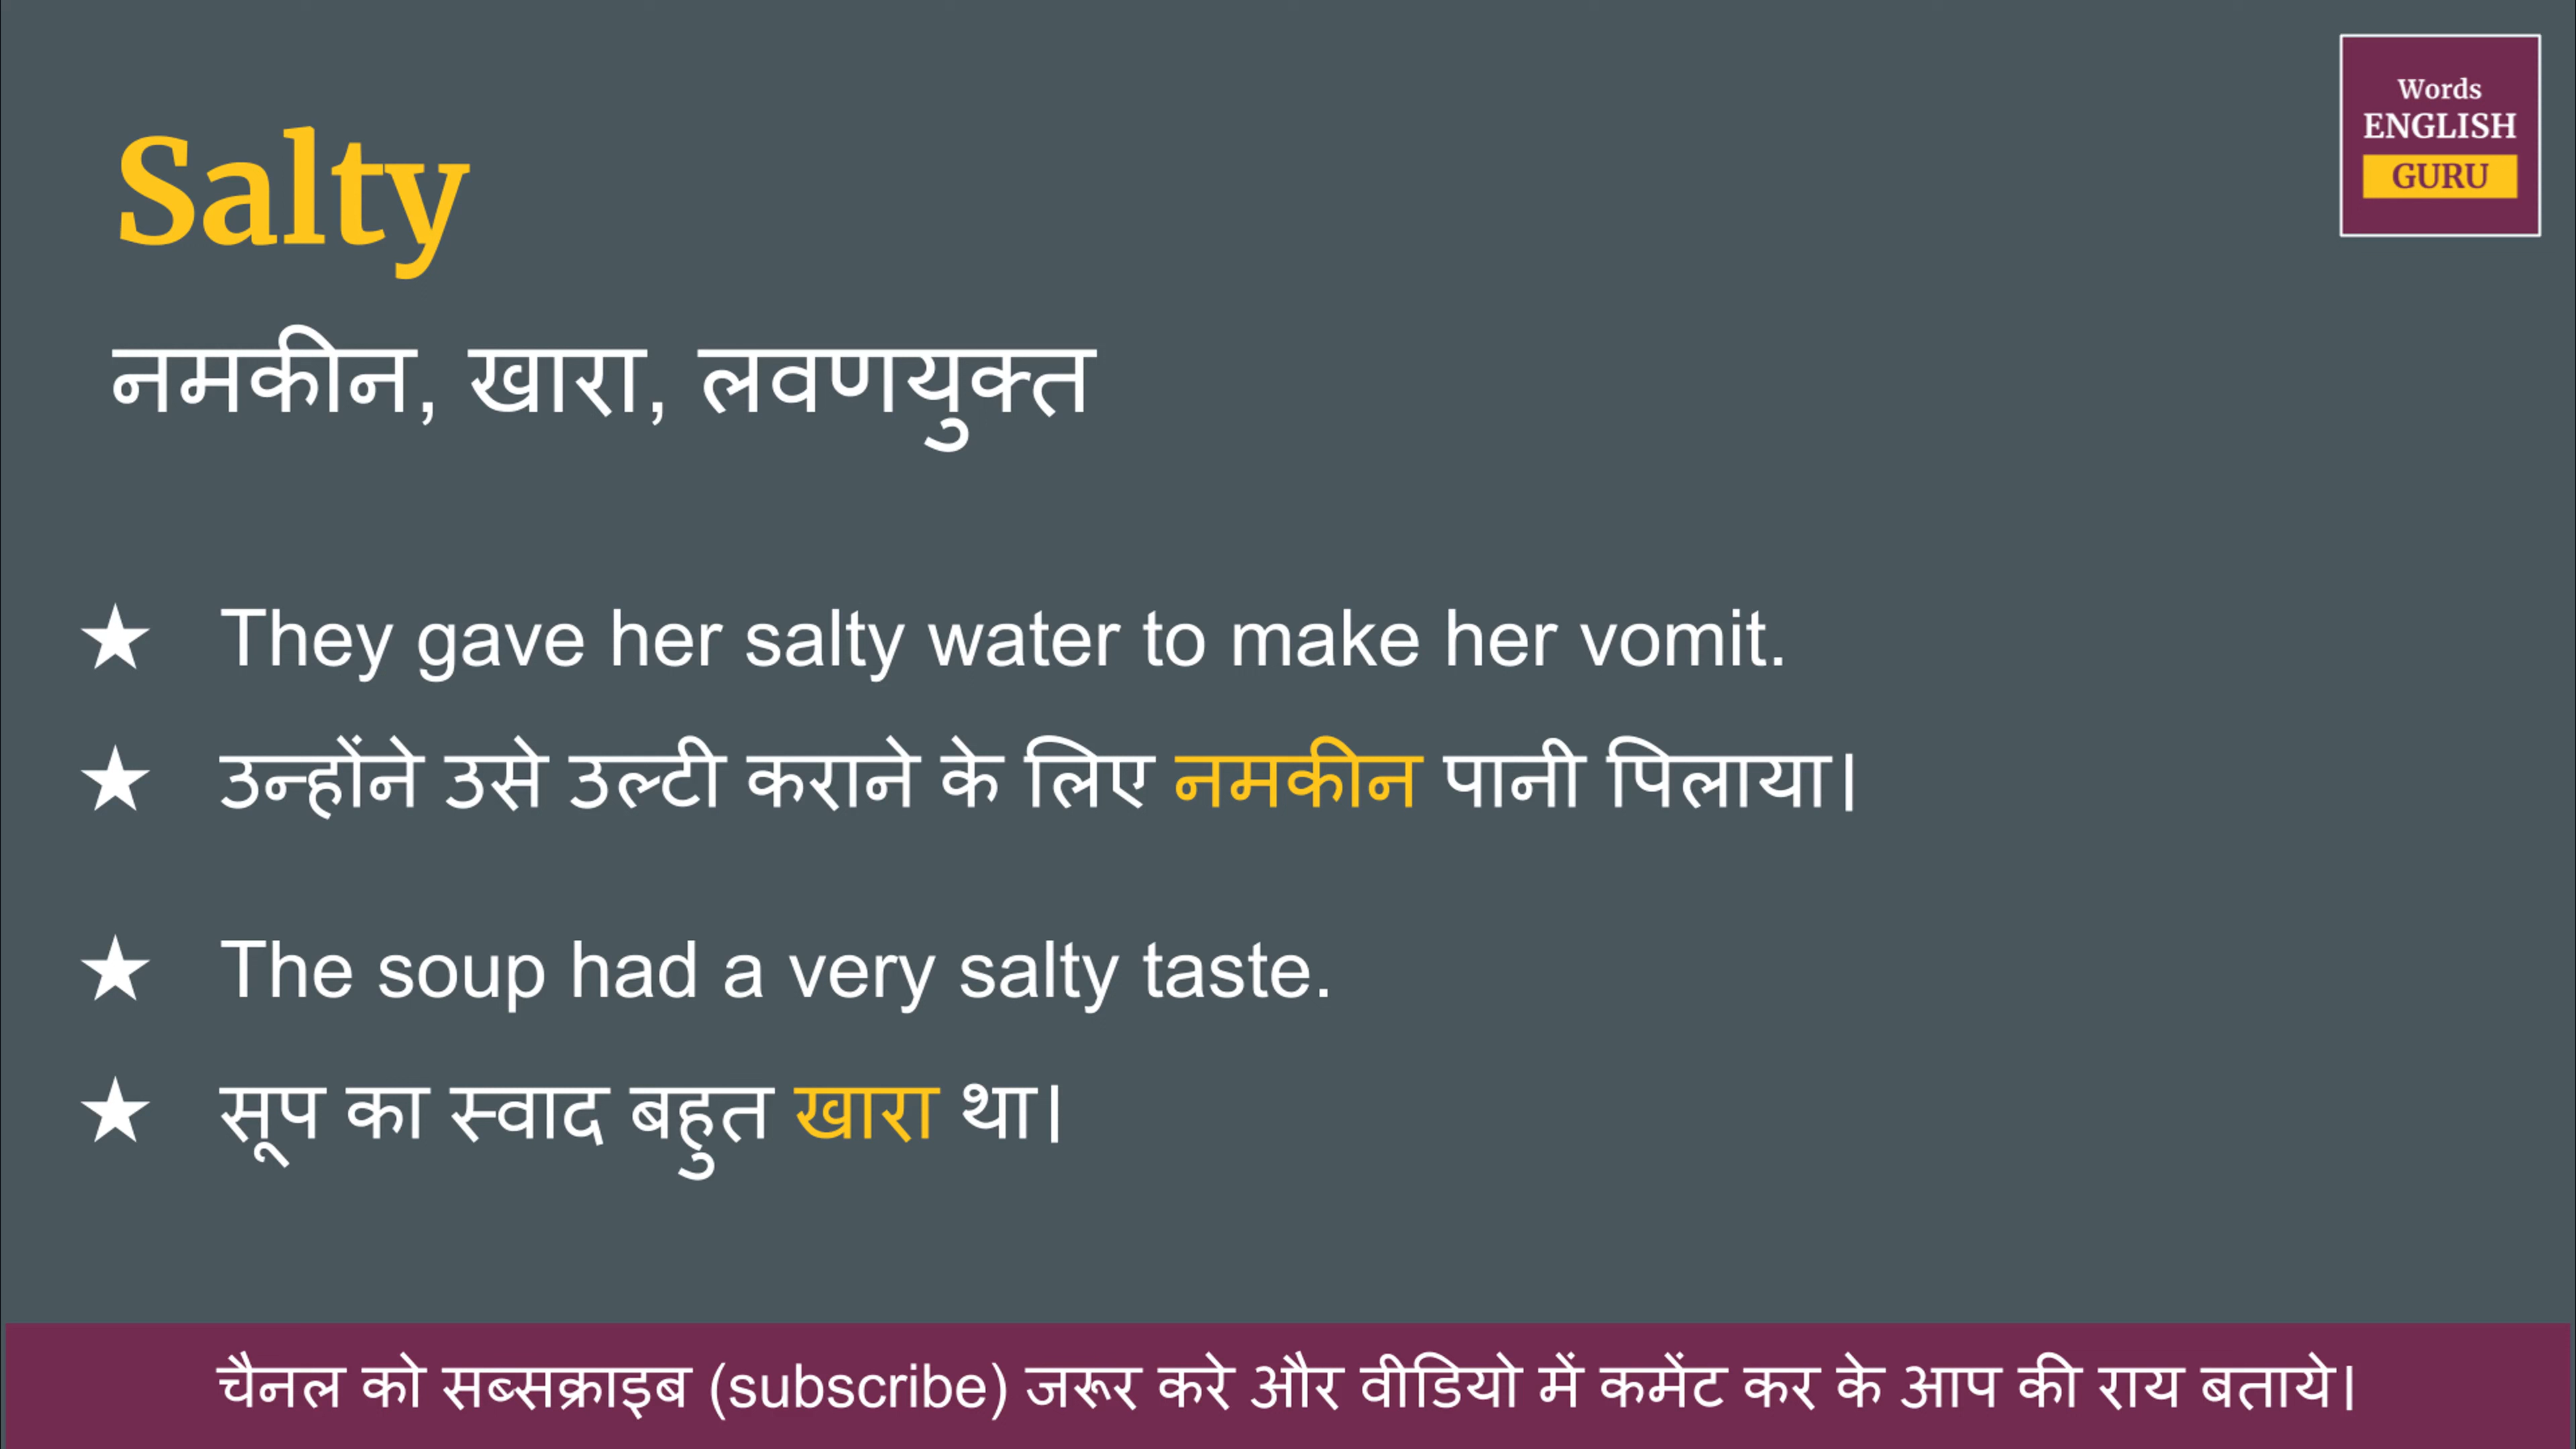 Words
ENGLISH
GURU
Salty
नमकीन, खारा, लवणयुक्त
★ They gave her salty water to make her vomit.
★ उन्होंने उसे उल्टी कराने के लिए नमकीन पानी पिलाया।
★ The soup had a very salty taste.
★ सूप का स्वाद बहुत खारा था।
चैनल को सब्सक्राइब (subscribe) जरूर करे और वीडियो में कमेंट कर के आप की राय बताये।